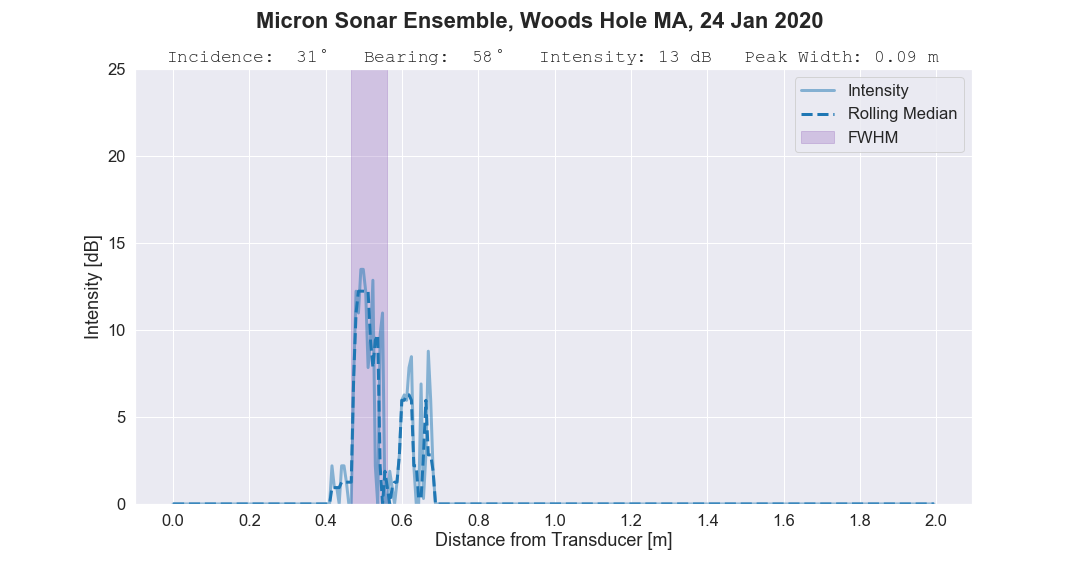 Micron Sonar Ensemble, Woods Hole MA, 24 Jan 2020
Incidence: 31˚ Bearing: 58˚ Intensity: 13 dB Peak Width: 0.09 m
Intensity
Rolling Median
FWHM
25
20
15
10
5
0
Intensity [dB]
0.0 0.2 0.4 0.6 0.8 1.0 1.2 1.4 1.6 1.8 2.0
Distance from Transducer [m]